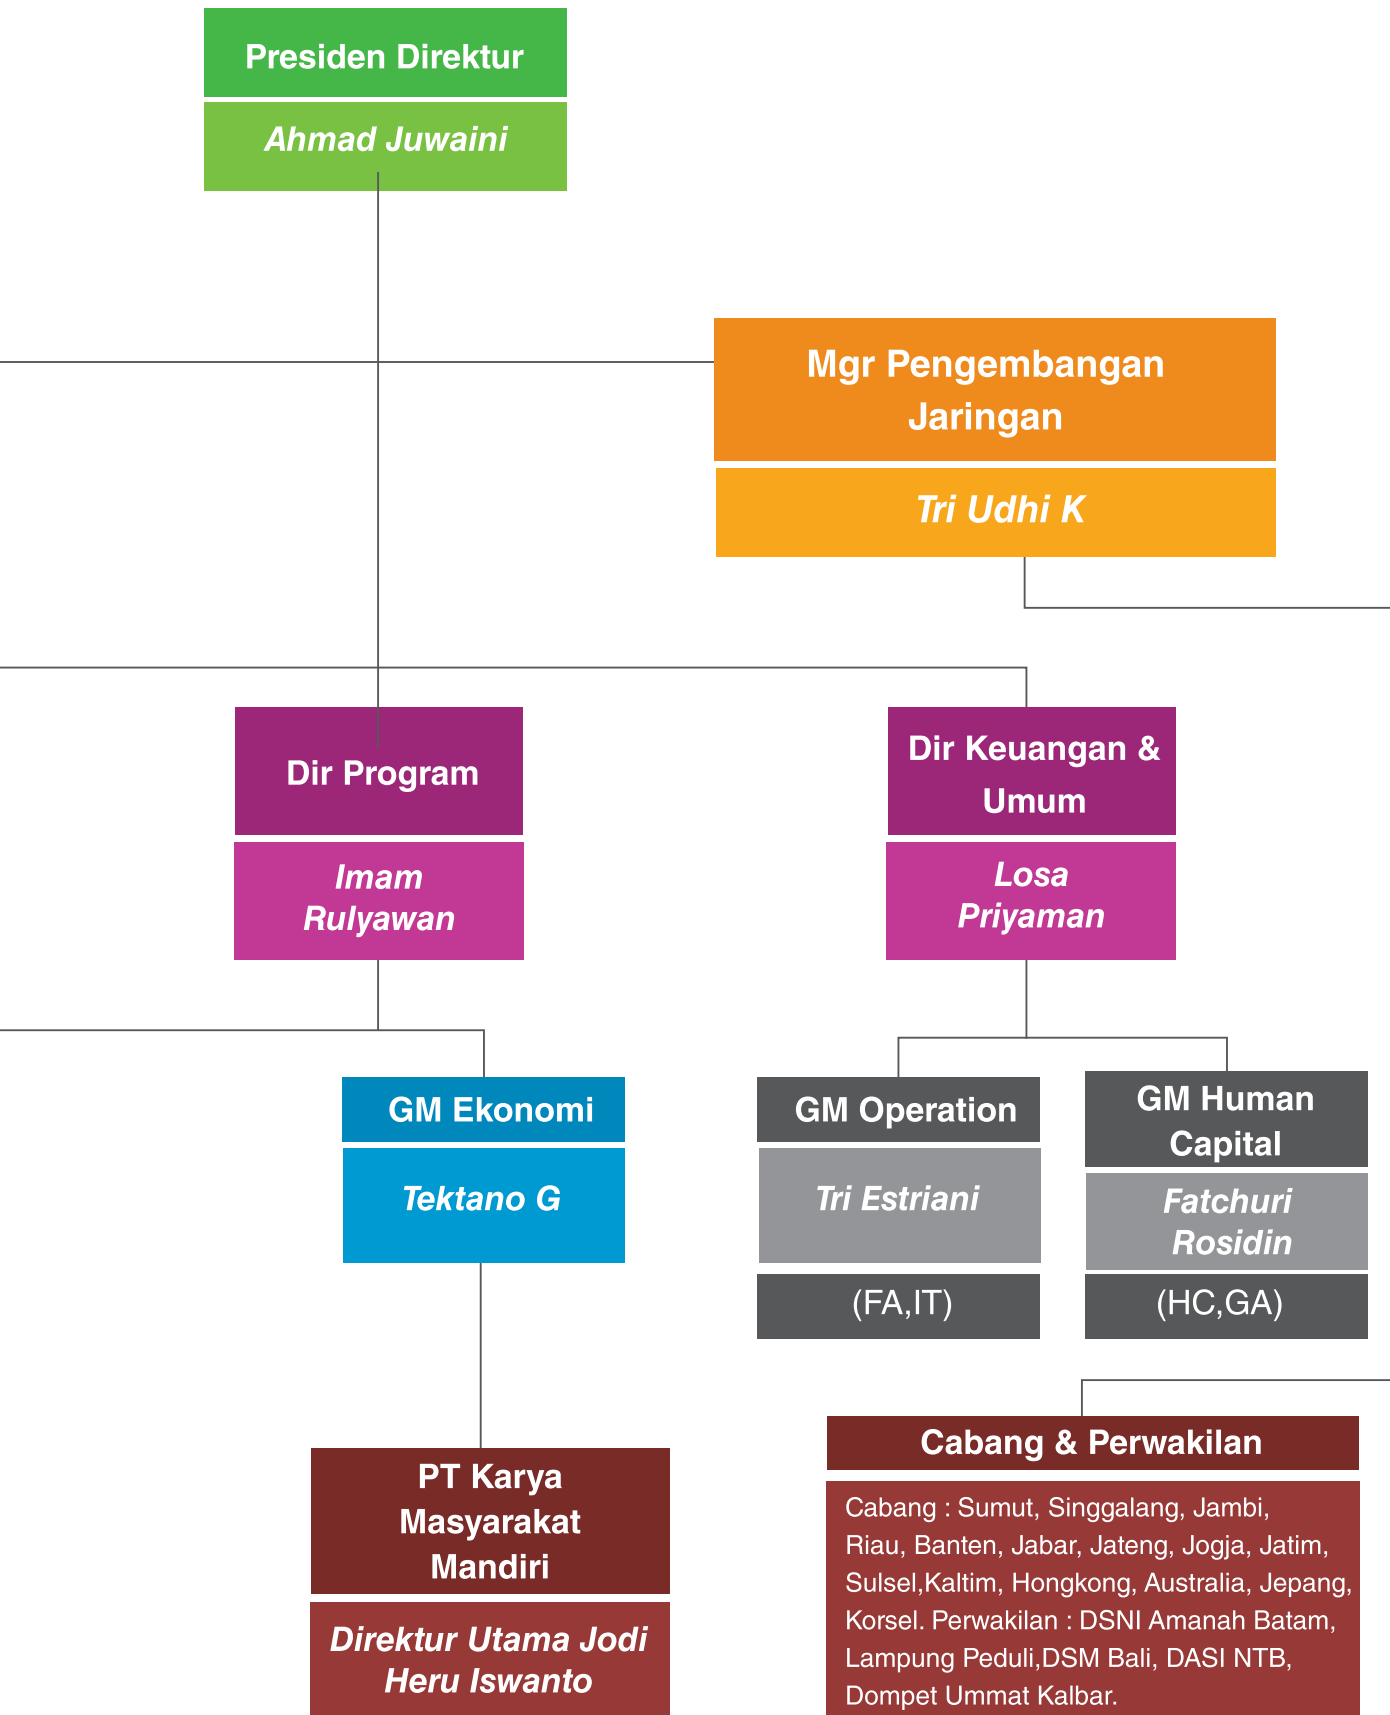 Presiden Direktur
Ahmad Juwaini
Mgr Pengembangan
Jaringan
Tri Udhi K
Dir Program
Imam
Rulyawan
Dir Keuangan &
Umum
Losa
Priyaman
GM Ekonomi
Tektano G
GM Operation
Tri Estriani
(FA,IT)
GM Human
Capital
Fatchuri
Rosidin
(HC,GA)
PT Karya
Masyarakat
Mandiri
Direktur Utama Jodi
Heru Iswanto
Cabang & Perwakilan
Cabang : Sumut, Singgalang, Jambi,
Riau, Banten, Jabar, Jateng, Jogja, Jatim,
Sulsel,Kaltim, Hongkong, Australia, Jepang,
Korsel. Perwakilan : DSNI Amanah Batam,
Lampung Peduli,DSM Bali, DASI NTB,
Dompet Ummat Kalbar.